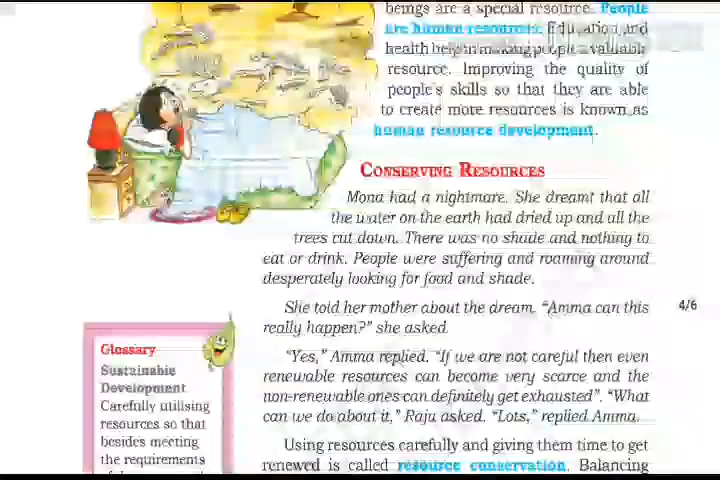 beings are a special resource. People
are human resources. Education and
health help in making people a valuable
resource. Improving the quality of
people's skills so that they are able
to create more resources is known as
human resource development.
CONSERVING RESOURCES
Mona had a nightmare. She dreamt that all
the water on the earth had dried up and all the
trees cut down. There was no shade and nothing to
eat or drink. People were suffering and roaming around
desperately looking for food and shade.
She told her mother about the dream. “Amma can this
really happen?” she asked.
“Yes,” Amma replied. “If we are not careful then even
renewable resources can become very scarce and the
non-renewable ones can definitely get exhausted”. “What
can we do about it,” Raju asked. “Lots,” replied Amma.
Using resources carefully and giving them time to get
renewed is called resource conservation. Balancing
4/6
Glossary
Sustainable
Development
Carefully utilising
resources so that
besides meeting
the requirements